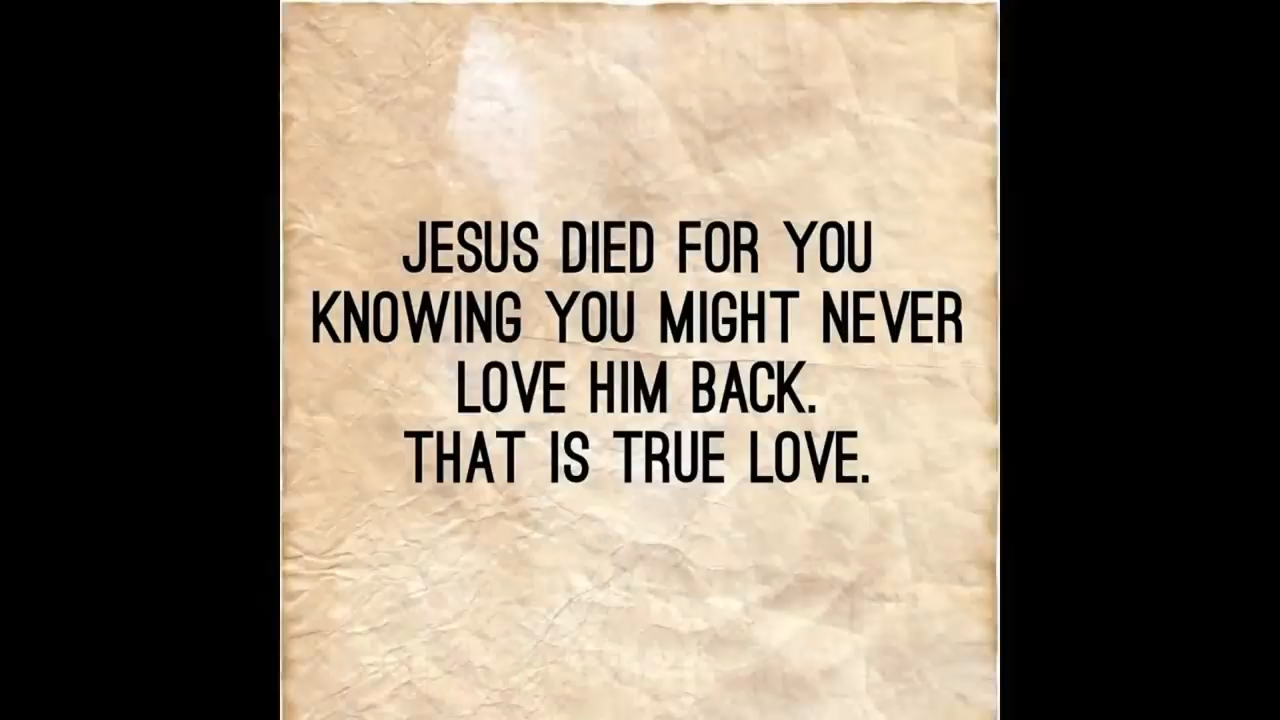 JESUS DIED FOR YOU
KNOWING YOU MIGHT NEVER
LOVE HIM BACK.
THAT IS TRUE LOVE.